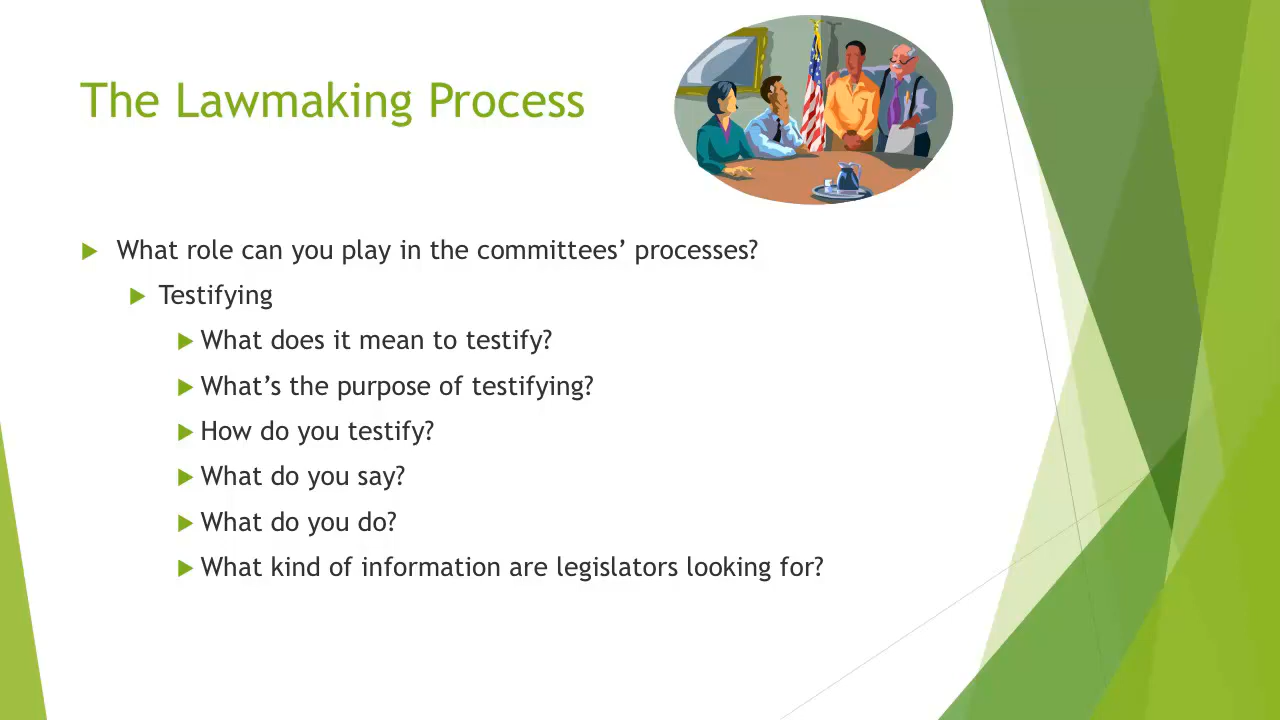 The Lawmaking Process
What role can you play in the committees’ processes?
Testifying
What does it mean to testify?
What’s the purpose of testifying?
How do you testify?
What do you say?
What do you do?
What kind of information are legislators looking for?